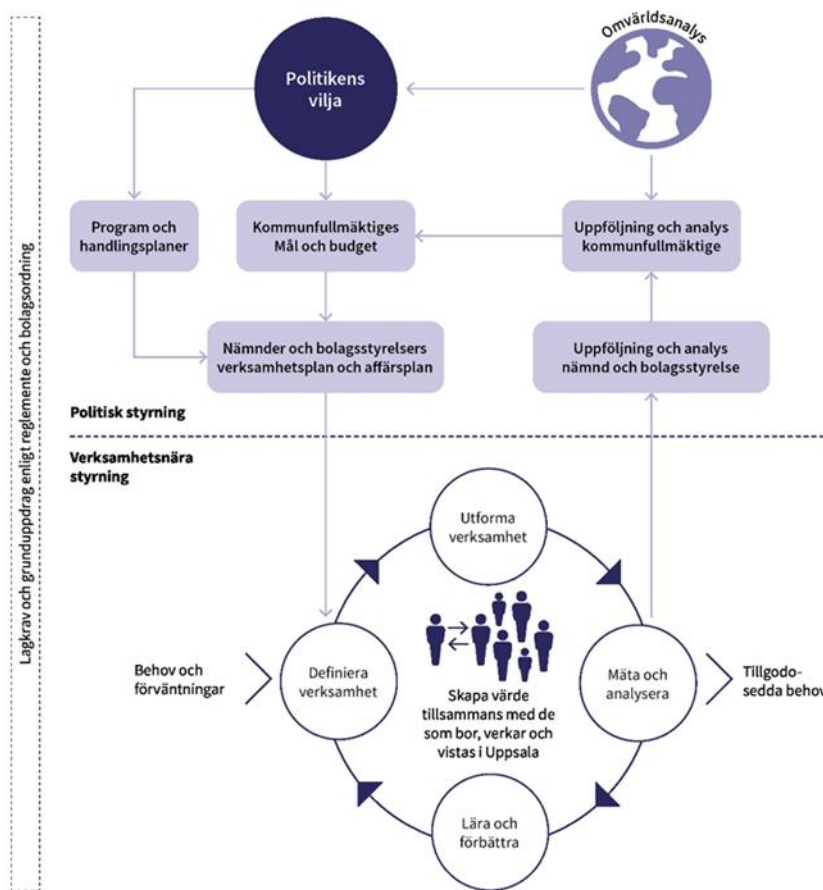 Omvärldsanalys
Politikens
vilja
Program och
handlingsplaner
Kommunfullmäktiges
Mål och budget
Uppföljning och analys
kommunfullmäktige
Nämnder och bolagsstyrelsers
verksamhetsplan och affärsplan
Uppföljning och analys
nämnd och bolagsstyrelse
Politisk styrning
Verksamhetsnära
styrning
Lagkrav och grunduppdrag enligt reglemente och bolagsordning
Utforma
verksamhet
Behov och
förväntningar
Definiera
verksamhet
Skapa värde
tillsammans med de
som bor, verkar och
vistas i Uppsala
Mäta och
analysera
Tillgodo-
sedda behov
Lära och
förbättra